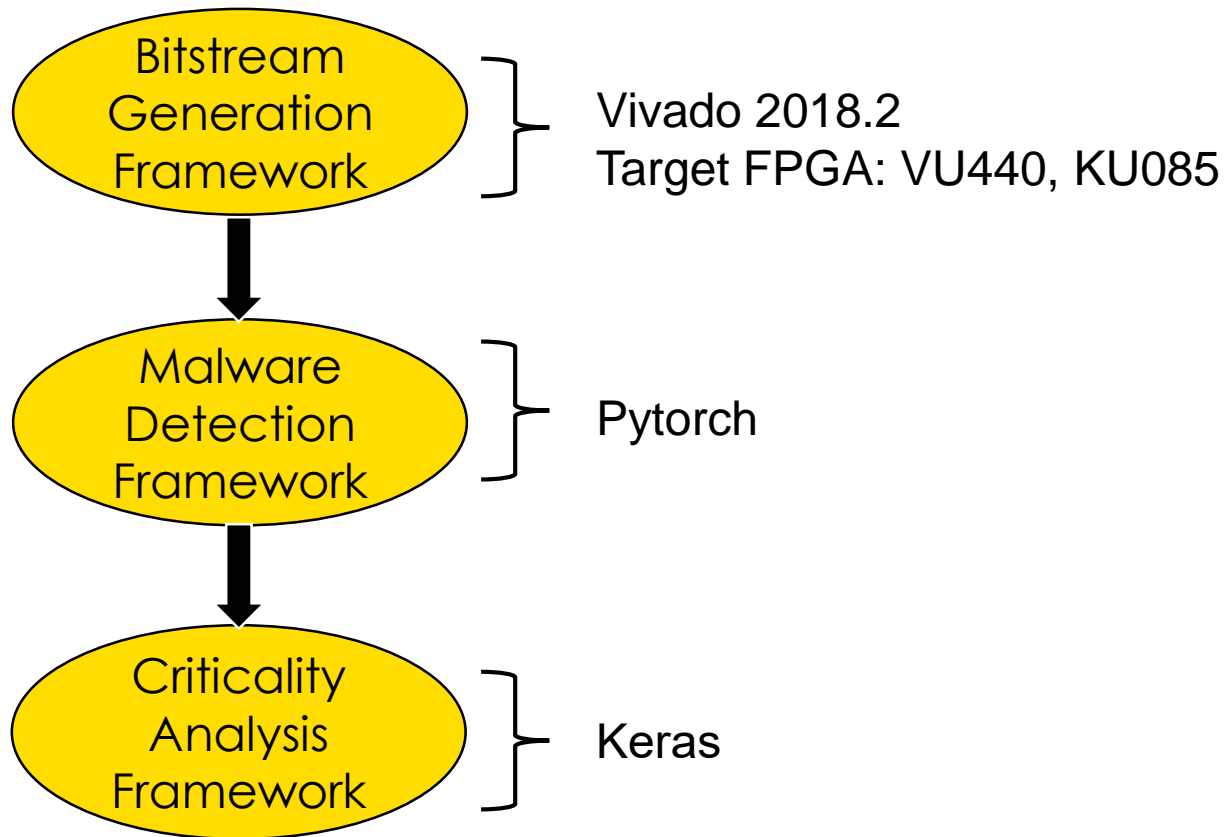 Bitstream
Generation
Framework
Vivado 2018.2
Target FPGA: VU440, KU085
Malware
Detection
Framework
Pytorch
Criticality
Analysis
Framework
Keras